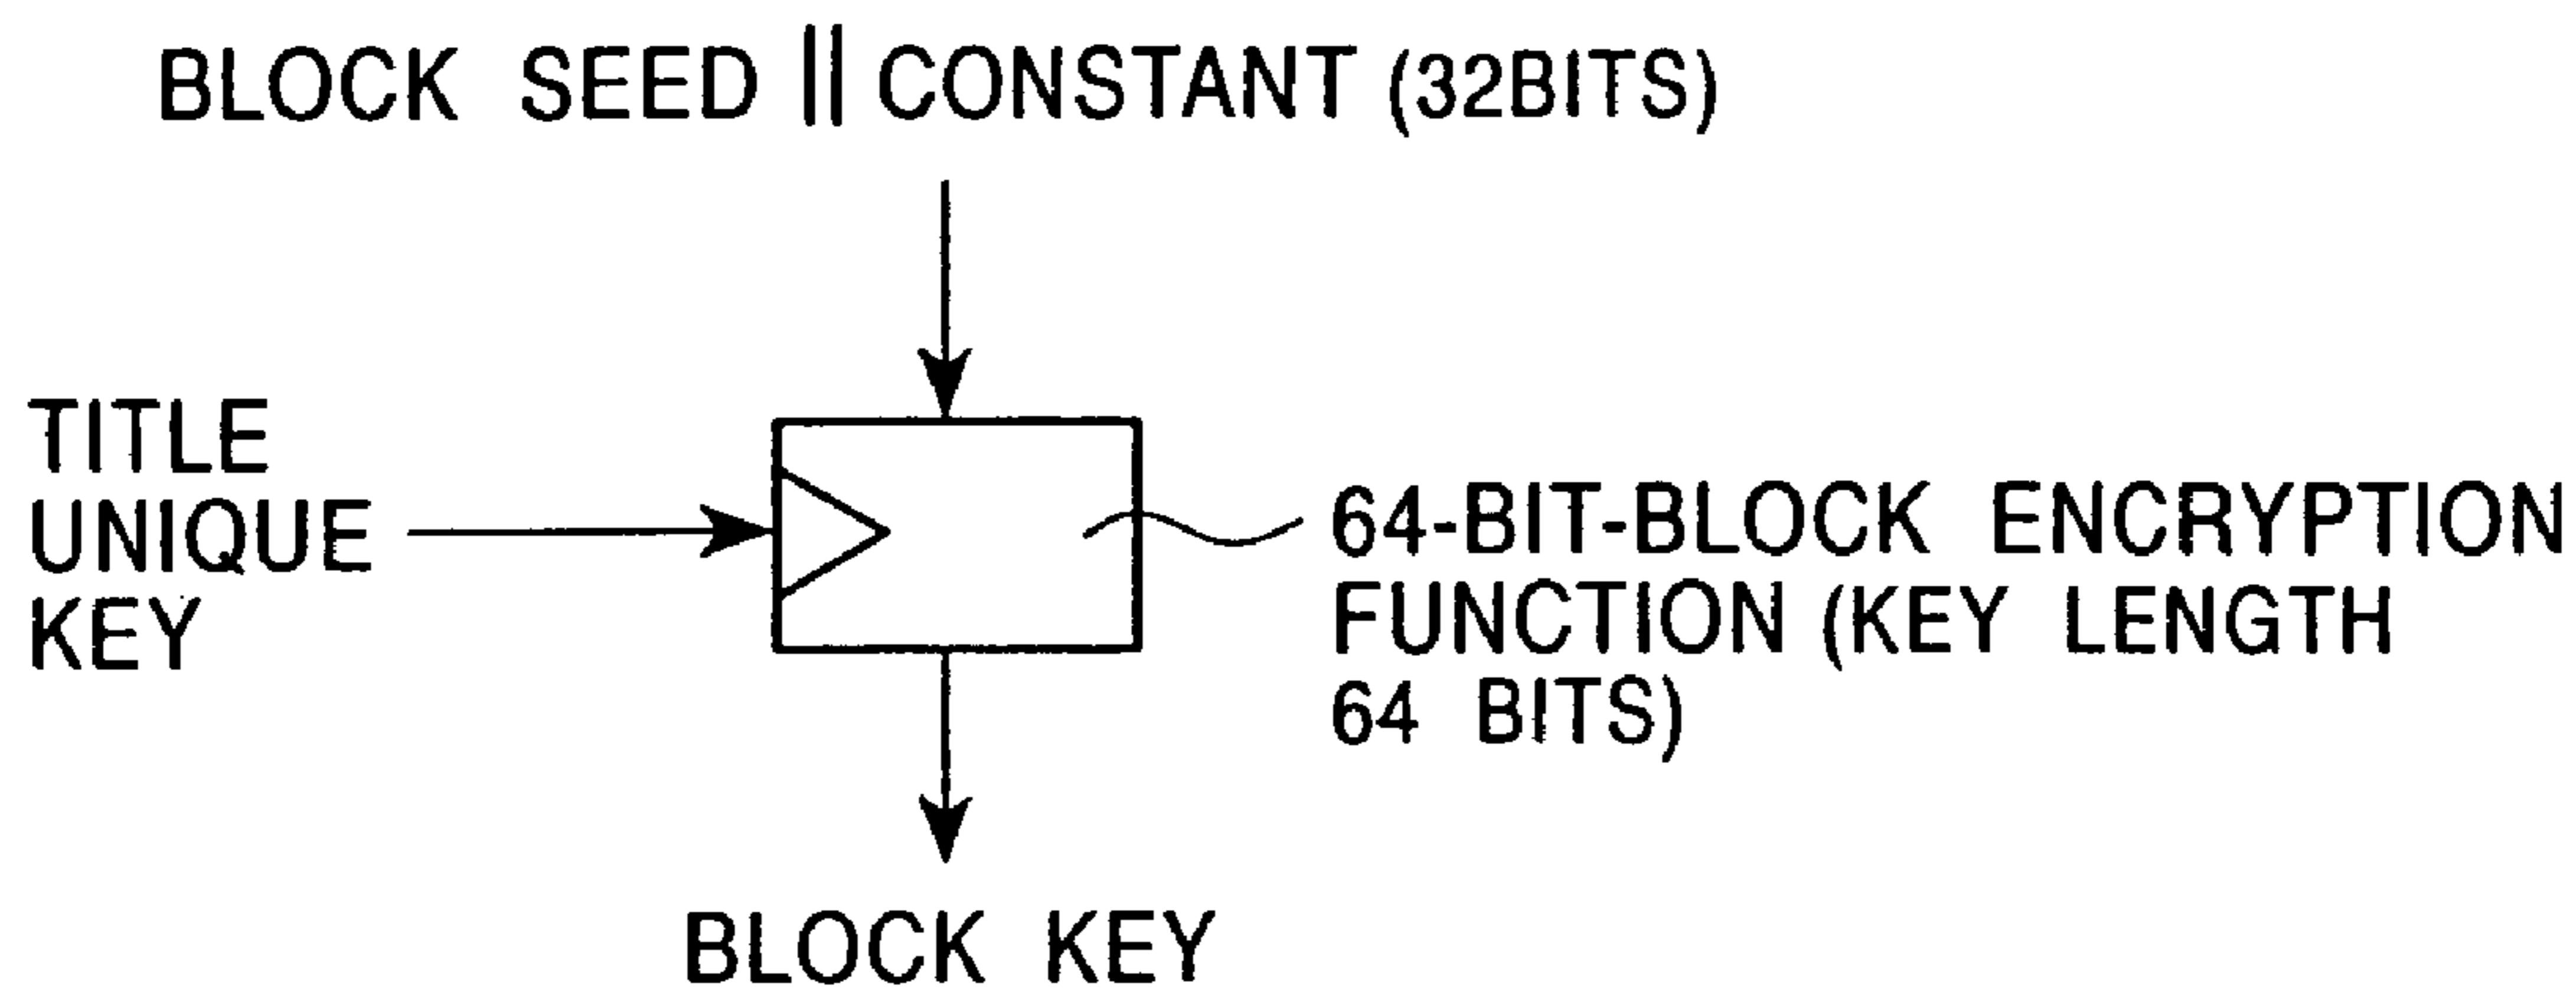 BLOCK SEED || CONSTANT (32BITS)
TITLE
UNIQUE
KEY
64-BIT-BLOCK ENCRYPTION
FUNCTION (KEY LENGTH
64 BITS)
BLOCK KEY